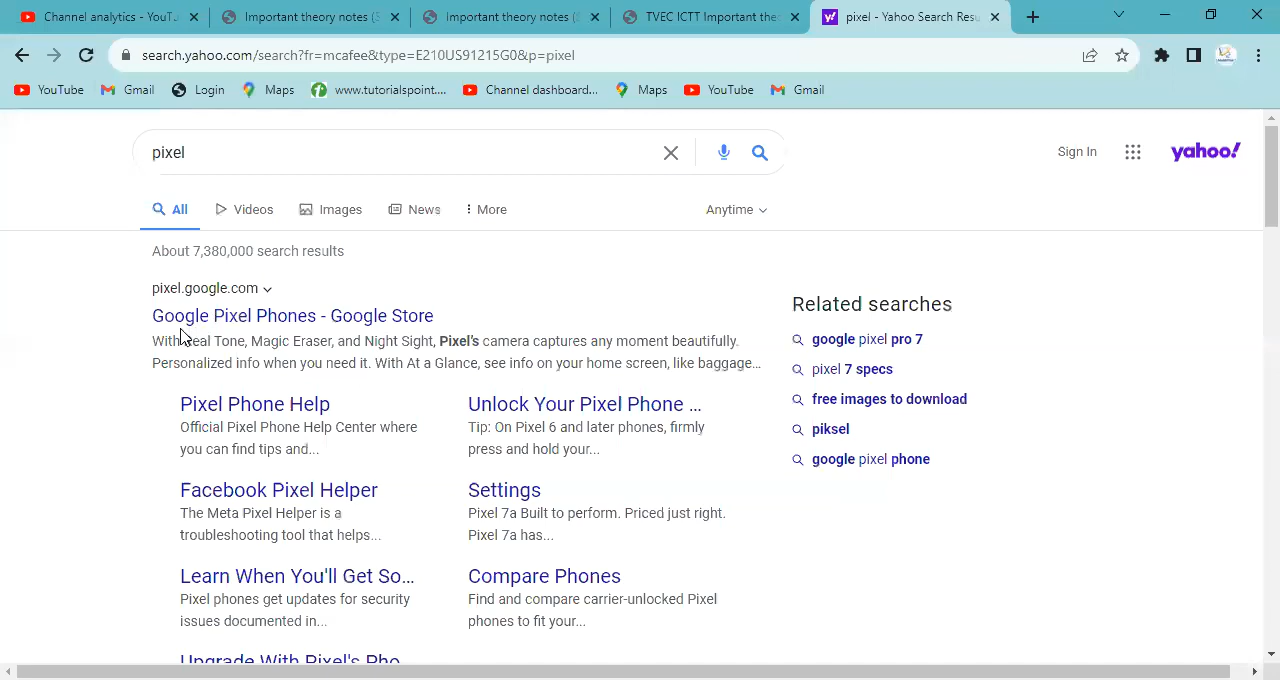 Channel analytics - YouT
Important theory notes (
Important theory notes (
TVEC ICTT Important the
pixel - Yahoo Search Resu
search.yahoo.com/search?fr=mcafee&type=E210US91215G0&p=pixel
YouTube
Gmail
Login
Maps
www.tutorialspoint....
Channel dashboard...
Maps
YouTube
Gmail
pixel
Sign In
yahoo!
All
Videos
Images
News
More
Anytime
About 7,380,000 search results
pixel.google.com
Google Pixel Phones - Google Store
With Real Tone, Magic Eraser, and Night Sight, Pixel's camera captures any moment beautifully.
Personalized info when you need it. With At a Glance, see info on your home screen, like baggage...
Pixel Phone Help
Official Pixel Phone Help Center where
you can find tips and...
Unlock Your Pixel Phone ...
Tip: On Pixel 6 and later phones, firmly
press and hold your...
Facebook Pixel Helper
The Meta Pixel Helper is a
troubleshooting tool that helps...
Settings
Pixel 7a Built to perform. Priced just right.
Pixel 7a has...
Learn When You'll Get So...
Pixel phones get updates for security
issues documented in...
Compare Phones
Find and compare carrier-unlocked Pixel
phones to fit your...
Upgrade With Pixel's Pho
Related searches
google pixel pro 7
pixel 7 specs
free images to download
piksel
google pixel phone